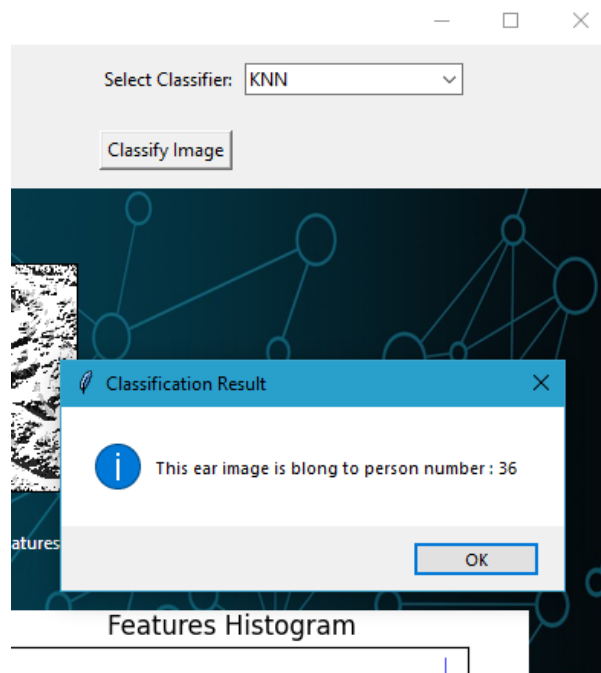 Select Classifier: KNN
Classify Image
Classification Result
This ear image is blong to person number : 36
OK
atures
Features Histogram